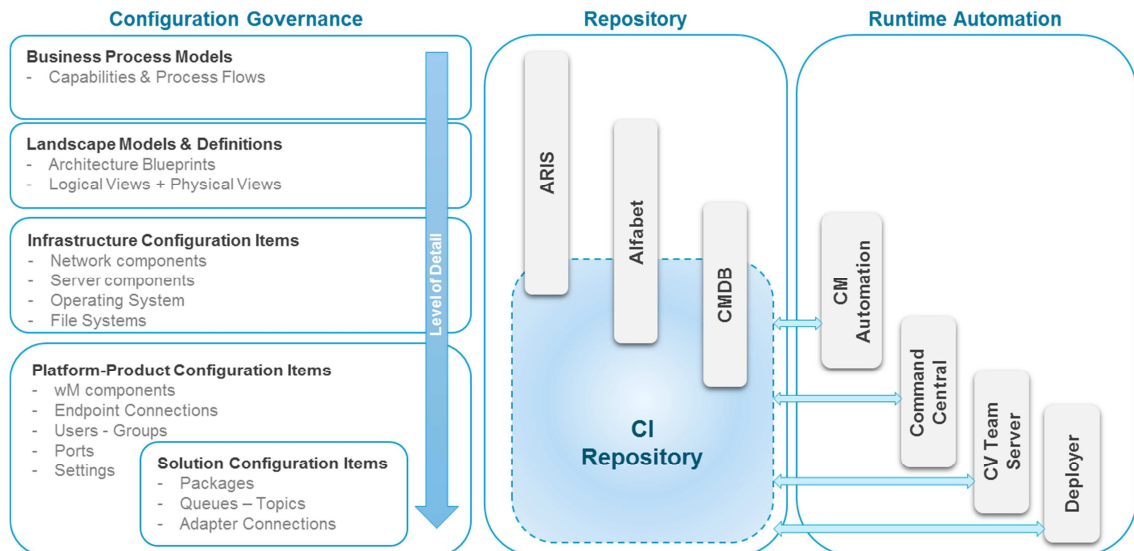 Configuration Governance
Business Process Models
- Capabilities & Process Flows
Landscape Models & Definitions
- Architecture Blueprints
- Logical Views + Physical Views
Infrastructure Configuration Items
- Network components
- Server components
- Operating System
- File Systems
Platform-Product Configuration Items
- wM components
- Endpoint Connections
- Users - Groups
- Ports
- Settings
Solution Configuration Items
- Packages
- Queues – Topics
- Adapter Connections
Level of Detail
Repository
ARIS
Alfabet
CMDB
CI
Repository
Runtime Automation
CM
Automation
Command
Central
CV Team
Server
Deployer